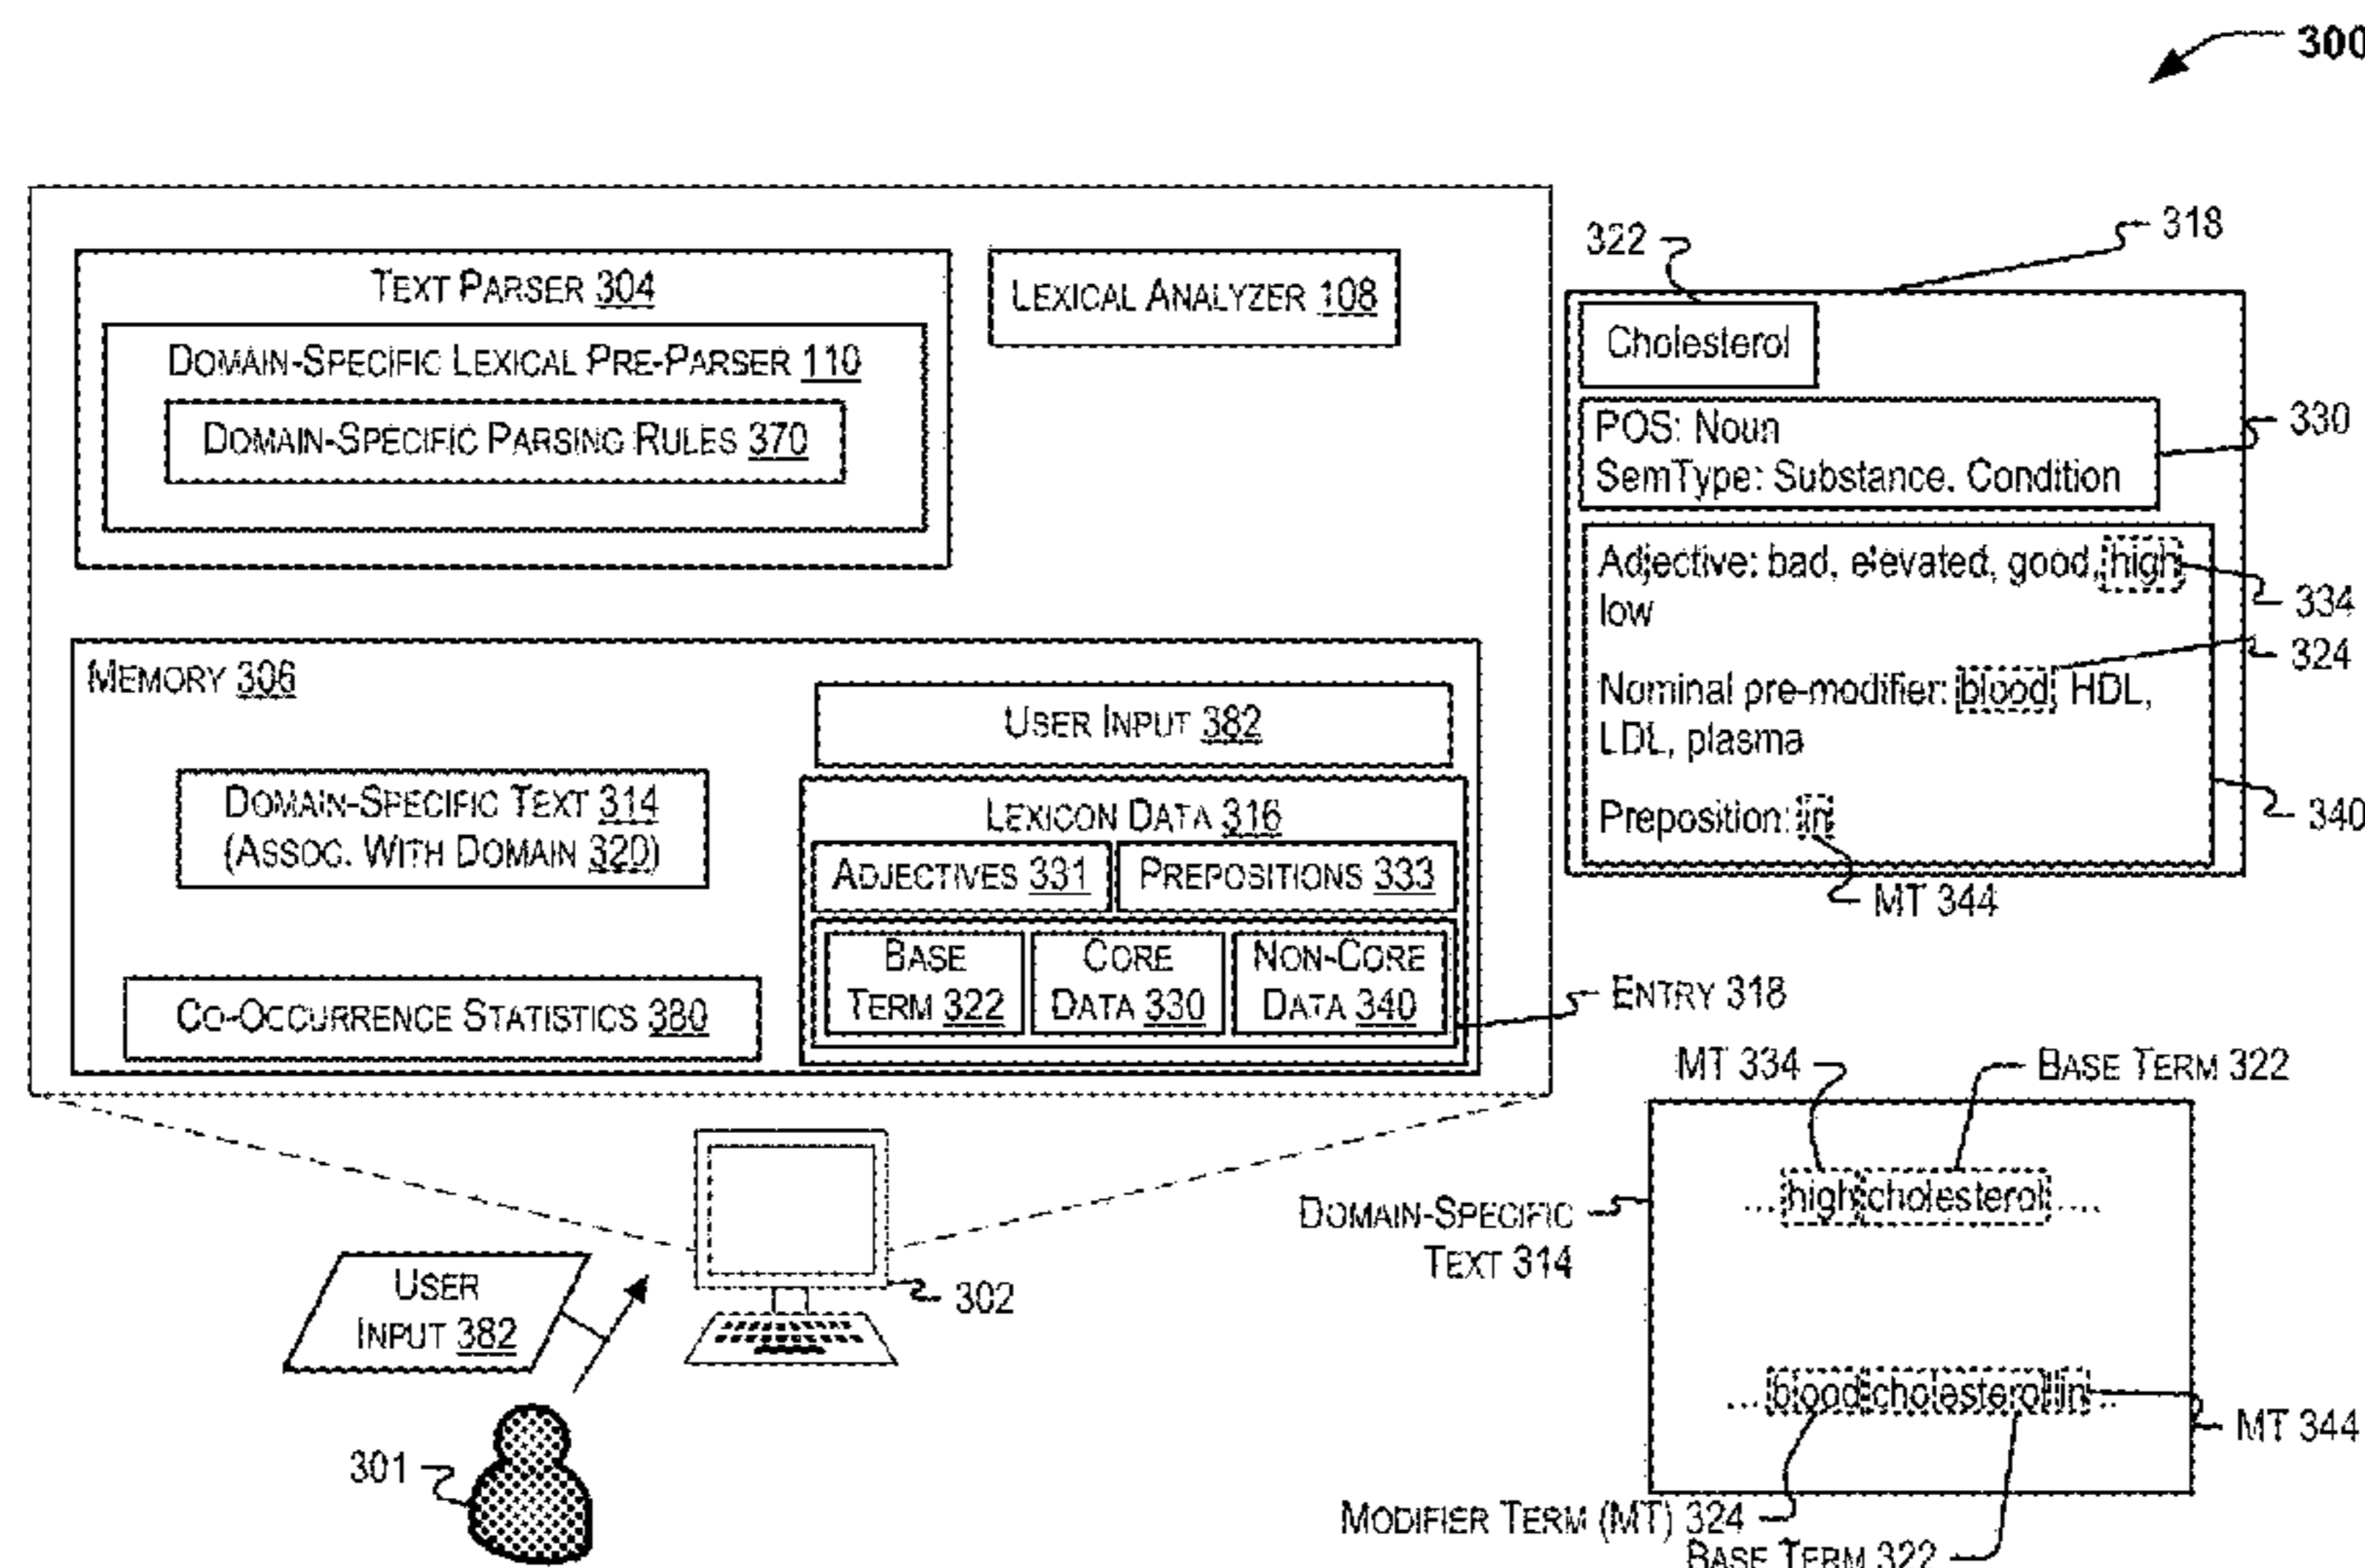 300
TEXT PARSER 304
DOMAIN-SPECIFIC LEXICAL PRE-PARSER 110
DOMAIN-SPECIFIC PARSING RULES 370
LEXICAL ANALYZER 108
MEMORY 306
USER INPUT 382
DOMAIN-SPECIFIC TEXT 314
(ASSOC. WITH DOMAIN 320)
LEXICON DATA 316
ADJECTIVES 331
PREPOSITIONS 333
BASE
TERM 322
CORE
DATA 330
NON-CORE
DATA 340
CO-OCCURRENCE STATISTICS 380
ENTRY 318
322
318
Cholesterol
POS: Noun
SemType: Substance, Condition
330
Adjective: bad, elevated, good, high
low
334
324
Nominal pre-modifier: blood, HDL,
LDL, plasma
Preposition: in
340
MT 344
MT 334
BASE TERM 322
DOMAIN-SPECIFIC
TEXT 314
...high cholesterol....
...blood cholesterol in..
MT 344
MODIFIER TERM (MT) 324
BASE TERM 322
USER
INPUT 382
302
301